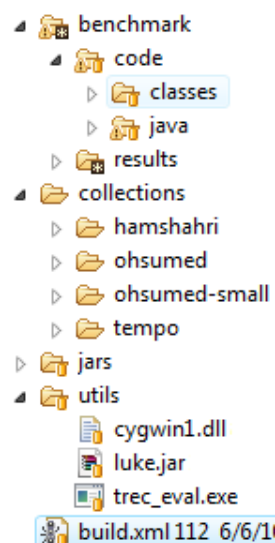 benchmark
code
classes
java
results
collections
hamshahri
ohsumed
ohsumed-small
tempo
jars
utils
cygwin1.dll
luke.jar
trec_eval.exe
build.xml 112 6/6/1